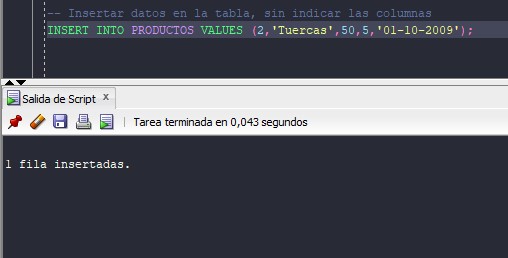 -- Insertar datos en la tabla, sin indicar las columnas
INSERT INTO PRODUCTOS VALUES (2,'Tuercas',50,5,'01-10-2009');
Salida de Script x
Tarea terminada en 0,043 segundos
1 fila insertadas.